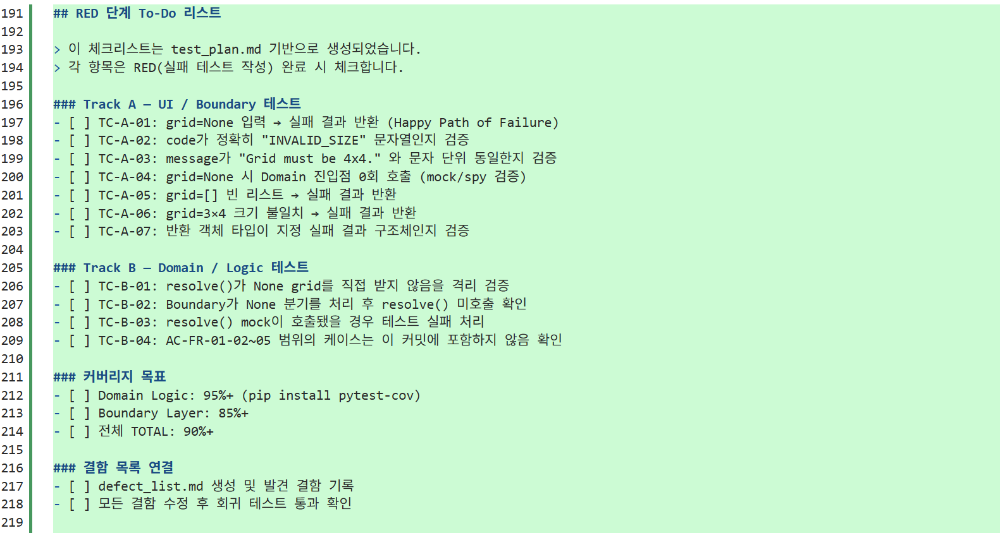 191 ## RED 단계 To-Do 리스트
192
193 > 이 체크리스트는 test_plan.md 기반으로 생성되었습니다.
194 > 각 항목은 RED(실패 테스트 작성) 완료 시 체크합니다.
195
196 ### Track A – UI / Boundary 테스트
197 - [ ] TC-A-01: grid=None 입력 → 실패 결과 반환 (Happy Path of Failure)
198 - [ ] TC-A-02: code가 정확히 "INVALID_SIZE" 문자열인지 검증
199 - [ ] TC-A-03: message가 "Grid must be 4x4." 와 문자 단위 동일한지 검증
200 - [ ] TC-A-04: grid=None 시 Domain 진입점 0회 호출 (mock/spy 검증)
201 - [ ] TC-A-05: grid=[] 빈 리스트 → 실패 결과 반환
202 - [ ] TC-A-06: grid=3×4 크기 불일치 → 실패 결과 반환
203 - [ ] TC-A-07: 반환 객체 타입이 지정 실패 결과 구조체인지 검증
204
205 ### Track B – Domain / Logic 테스트
206 - [ ] TC-B-01: resolve()가 None grid를 직접 받지 않음을 격리 검증
207 - [ ] TC-B-02: Boundary가 None 분기를 처리 후 resolve() 미호출 확인
208 - [ ] TC-B-03: resolve() mock이 호출됐을 경우 테스트 실패 처리
209 - [ ] TC-B-04: AC-FR-01-02~05 범위의 케이스는 이 커밋에 포함하지 않음 확인
210
211 ### 커버리지 목표
212 - [ ] Domain Logic: 95%+ (pip install pytest-cov)
213 - [ ] Boundary Layer: 85%+
214 - [ ] 전체 TOTAL: 90%+
215
216 ### 결함 목록 연결
217 - [ ] defect_list.md 생성 및 발견 결함 기록
218 - [ ] 모든 결함 수정 후 회귀 테스트 통과 확인
219